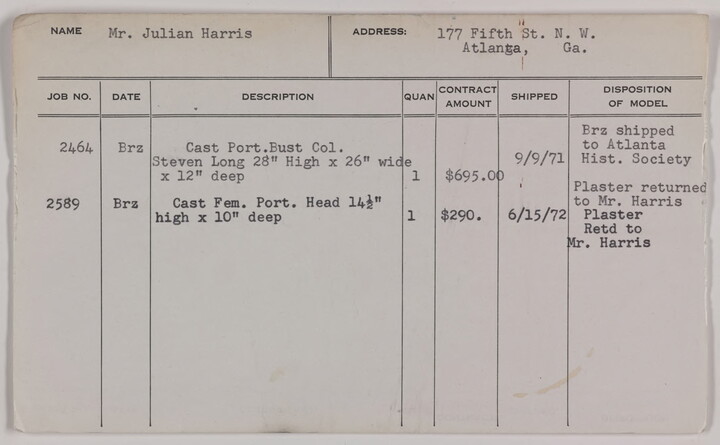 NAME Mr. Julian Harris ADDRESS: 177 Fifth St. N. W.
Atlanta, Ga.
JOB NO. DATE DESCRIPTION QUAN CONTRACT AMOUNT SHIPPED DISPOSITION OF MODEL
2464 Brz Cast Port.Bust Col.
Steven Long 28" High x 26" wide
x 12" deep 1 $695.00 9/9/71
Brz shipped
to Atlanta
Hist. Society
Plaster returned
to Mr. Harris
2589 Brz Cast Fem. Port. Head 14½"
high x 10" deep 1 $290. 6/15/72
Plaster
Retd to
Mr. Harris